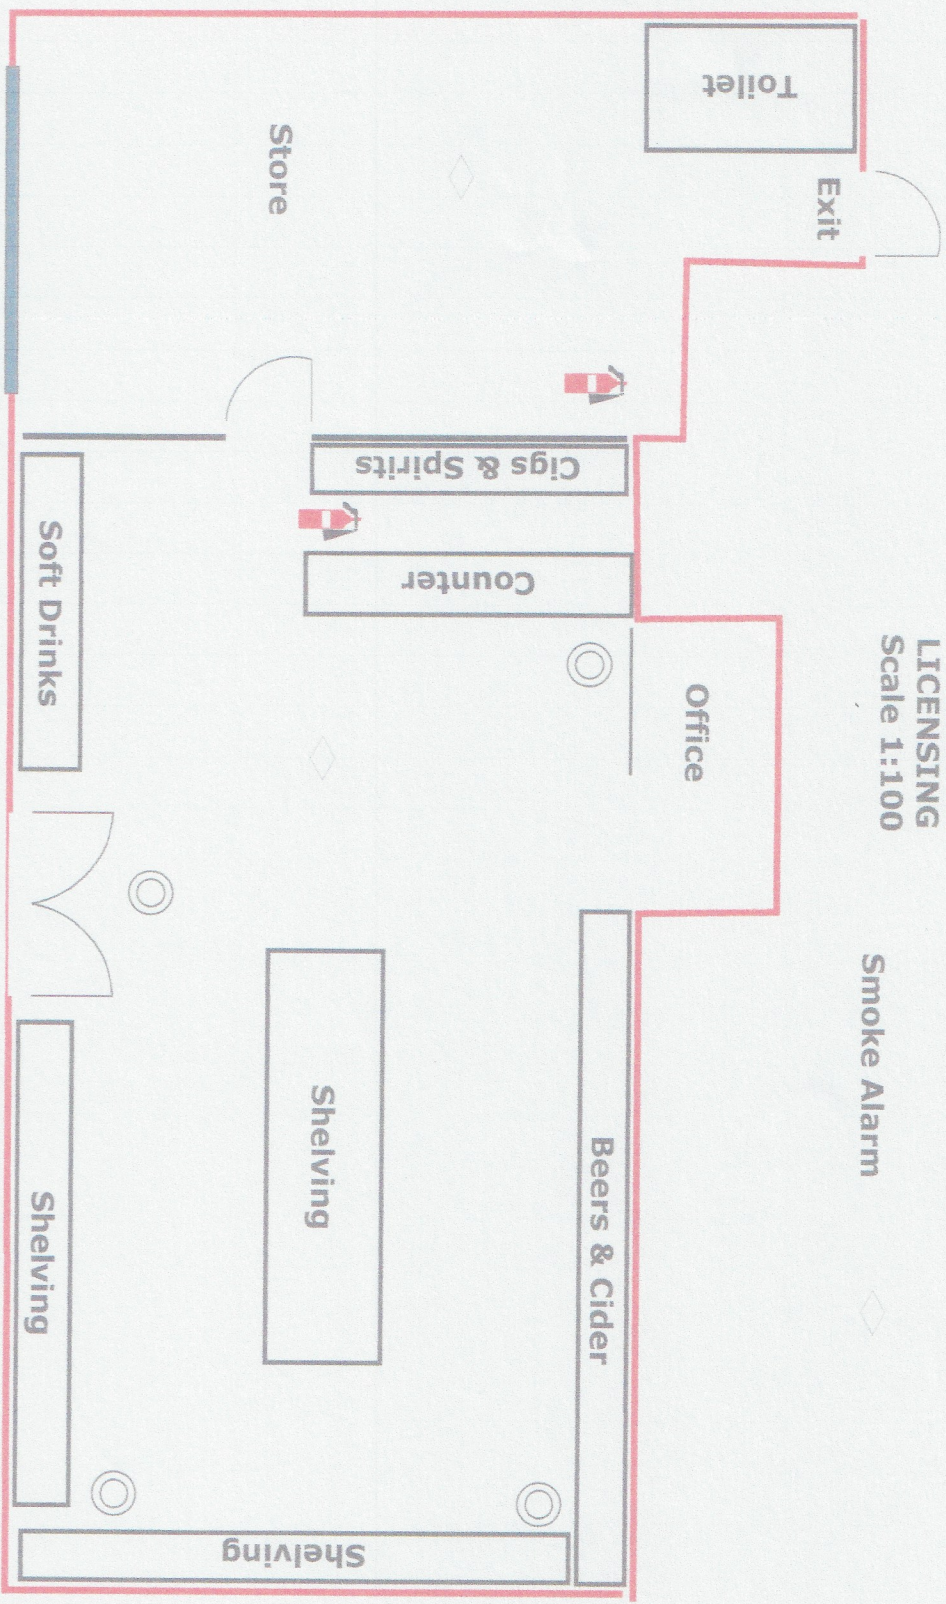 LICENSING
Scale 1:100
Smoke Alarm
Toilet
Exit
Store
Cigs & Spirits
Counter
Office
Soft Drinks
Beers & Cider
Shelving
Shelving
Shelving